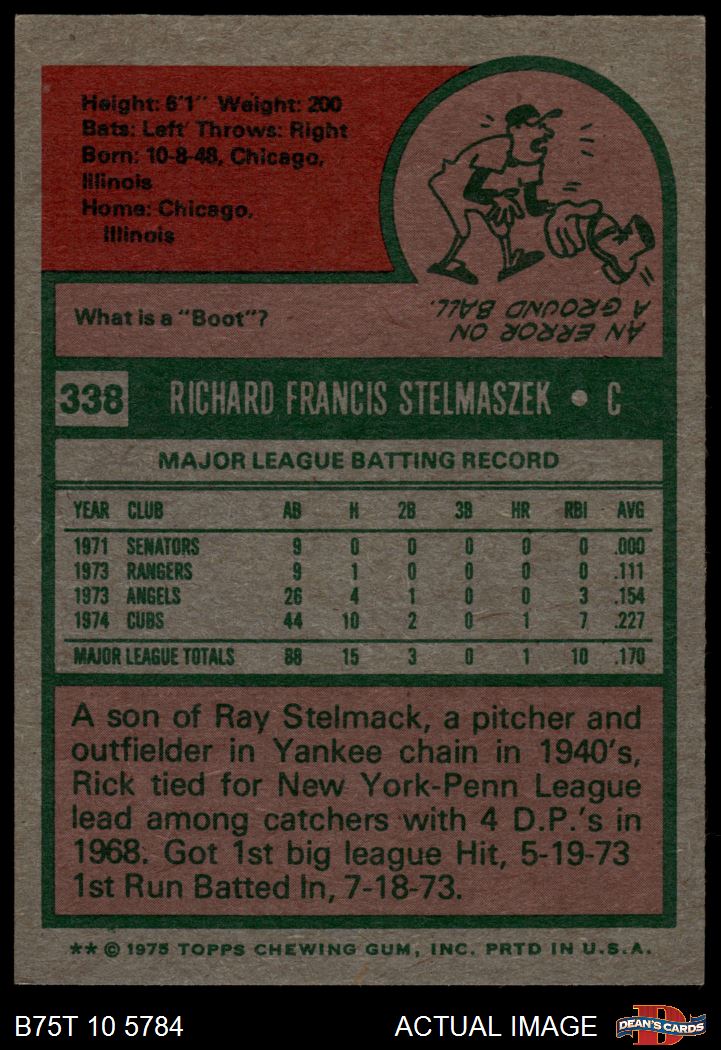 Height: 6'1" Weight: 200
Bats: Left Throws: Right
Born: 10-8-48, Chicago,
Illinois
Home: Chicago,
Illinois
What is a "Boot"?
AN ERROR ON
A GROUND BALL.
338 RICHARD FRANCIS STELMASZEK • C
MAJOR LEAGUE BATTING RECORD
YEAR CLUB AB H 2B 3B HR RBI AVG
1971 SENATORS 9 0 0 0 0 0 .000
1973 RANGERS 9 1 0 0 0 0 .111
1973 ANGELS 26 4 1 0 0 3 .154
1974 CUBS 44 10 2 0 1 7 .227
MAJOR LEAGUE TOTALS 88 15 3 0 1 10 .170
A son of Ray Stelmack, a pitcher and
outfielder in Yankee chain in 1940's,
Rick tied for New York-Penn League
lead among catchers with 4 D.P.'s in
1968. Got 1st big league Hit, 5-19-73
1st Run Batted In, 7-18-73.
** © 1975 TOPPS CHEWING GUM, INC. PRTD IN U.S.A.
B75T 10 5784 ACTUAL IMAGE D DEAN'S CARDS